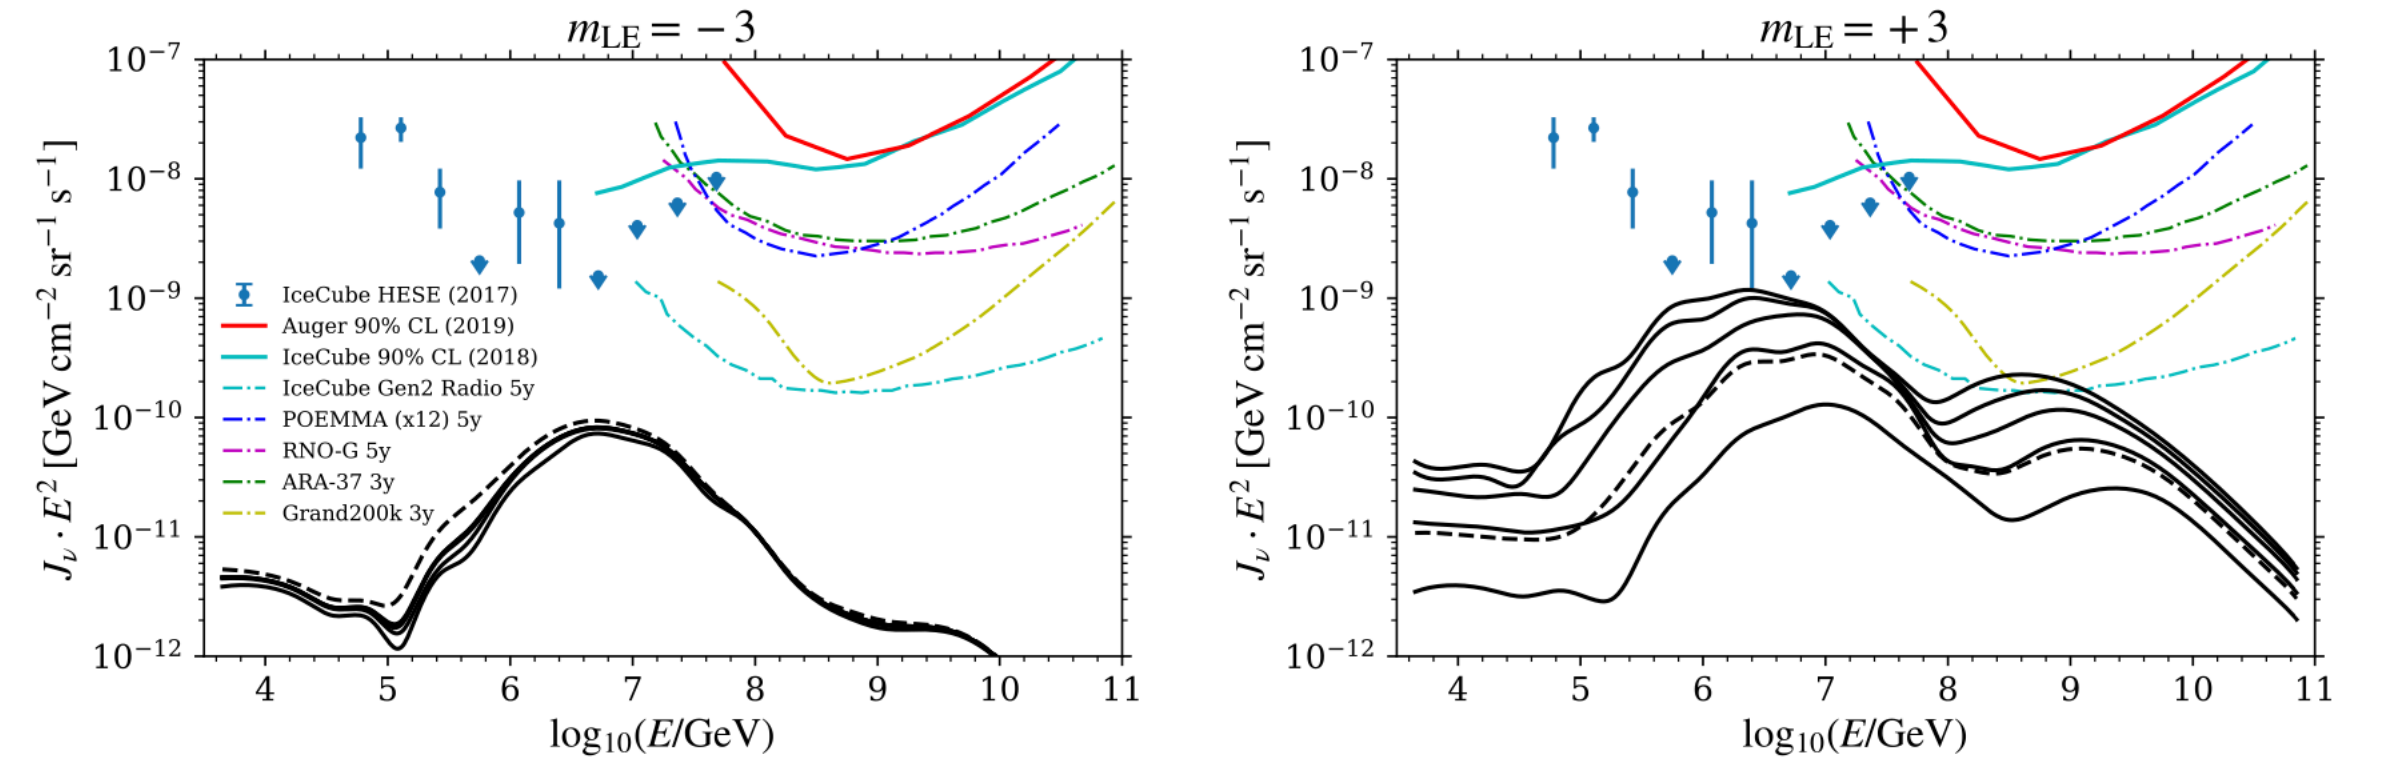 m_LE = −3
10⁻⁷
10⁻⁸
10⁻⁹
10⁻¹⁰
10⁻¹¹
10⁻¹²
J_ν · E² [GeV cm⁻² sr⁻¹ s⁻¹]
IceCube HESE (2017)
Auger 90% CL (2019)
IceCube 90% CL (2018)
IceCube Gen2 Radio 5y
POEMMA (x12) 5y
RNO-G 5y
ARA-37 3y
Grand200k 3y
4 5 6 7 8 9 10 11
log₁₀(E/GeV)
m_LE = +3
10⁻⁷
10⁻⁸
10⁻⁹
10⁻¹⁰
10⁻¹¹
10⁻¹²
J_ν · E² [GeV cm⁻² sr⁻¹ s⁻¹]
4 5 6 7 8 9 10 11
log₁₀(E/GeV)